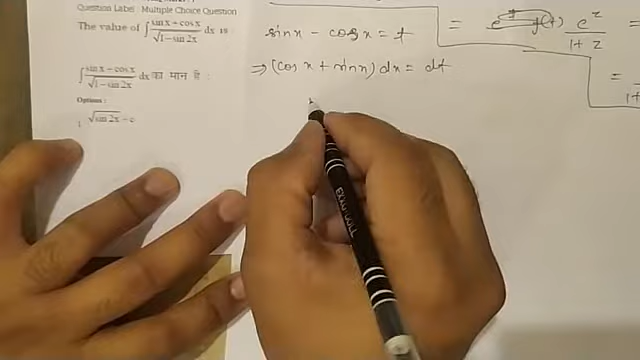 Question Label : Multiple Choice Question
The value of ∫ (sin x + cos x)/√(1 − sin 2x) dx is :
∫ (sin x + cos x)/√(1 − sin 2x) dx का मान है :
Options :
1. √sin 2x − c
sin x − cos x = t
⇒ (cos x + sin x) dx = dt
= e^z/(1 + z) =
=